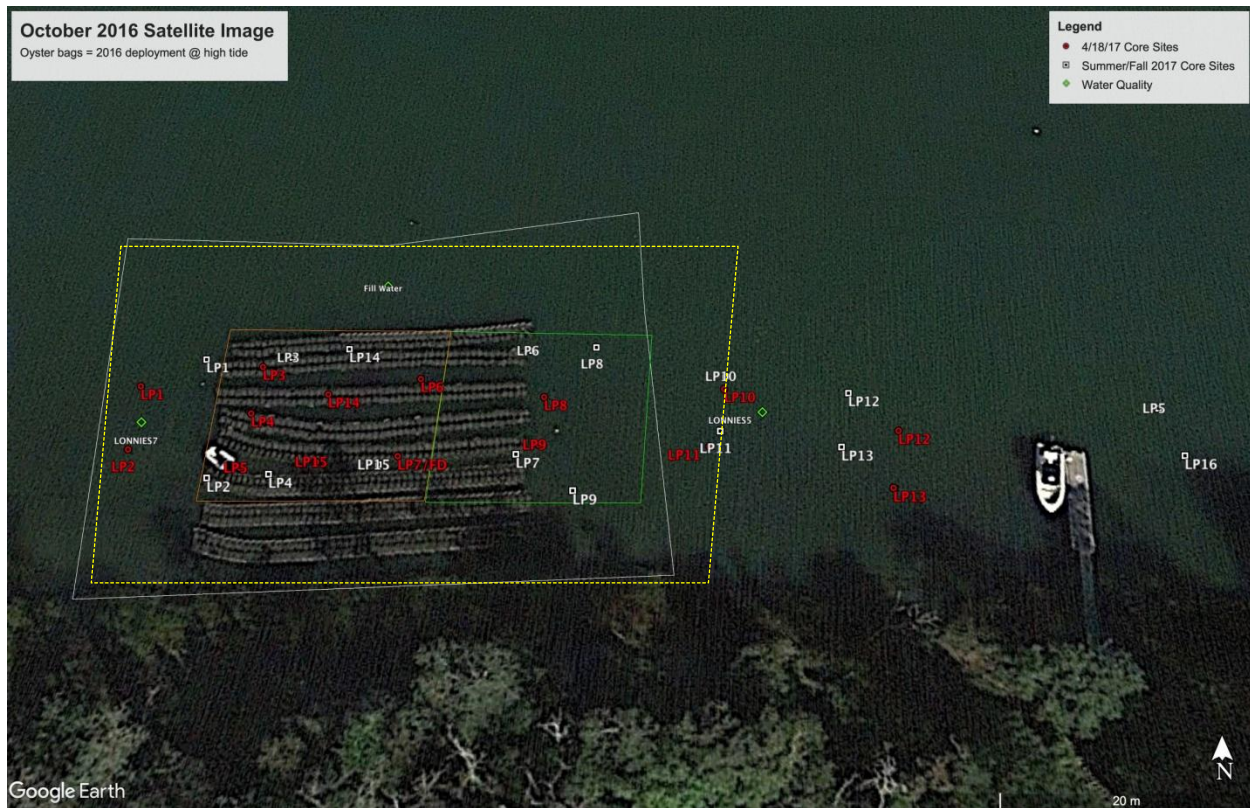 October 2016 Satellite Image
Oyster bags = 2016 deployment @ high tide
Legend
4/18/17 Core Sites
Summer/Fall 2017 Core Sites
Water Quality
Fill Water
LP6
LP14
LP3
LP8
LP1
LP3
LP10
LP6
LP1
LP10
LP14
LP12
LP8
LP5
LP4
LONNIES5
LONNIES7
LP12
LP9
LP11
LP13
LP11
LP2
LP5
LP15
LP15
LP7/FD
LP7
LP16
LP2
LP4
LP9
LP13
N
Google Earth
20 m